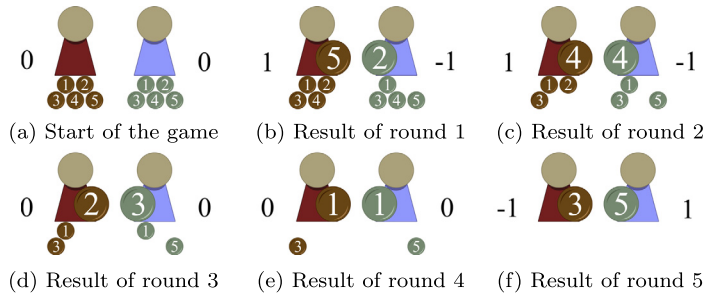 0 0 1 5 2 -1 1 4 4 -1
1 2 1 2 1 2 1 2 1
3 4 5 3 4 5 3 4 3 4 5 3 3 5
(a) Start of the game (b) Result of round 1 (c) Result of round 2
0 2 3 0 0 1 1 0 -1 3 5 1
1 1
3 5 3 5
(d) Result of round 3 (e) Result of round 4 (f) Result of round 5